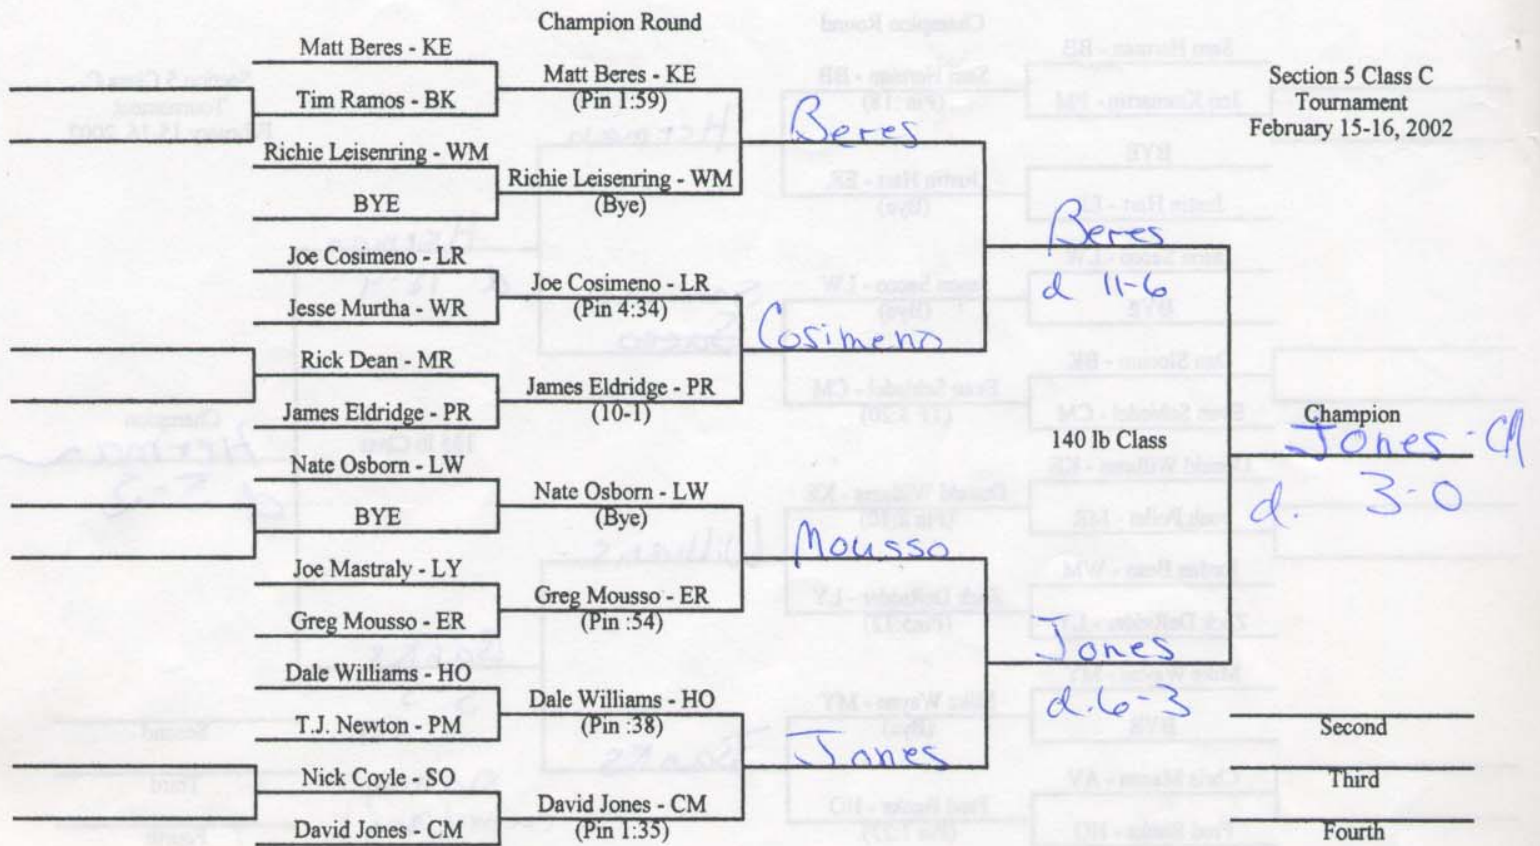 Champion Round
Section 5 Class C
Tournament
February 15-16, 2002
Matt Beres - KE
Tim Ramos - BK
Richie Leisenring - WM
BYE
Joe Cosimeno - LR
Jesse Murtha - WR
Rick Dean - MR
James Eldridge - PR
Nate Osborn - LW
BYE
Joe Mastraly - LY
Greg Mousso - ER
Dale Williams - HO
T.J. Newton - PM
Nick Coyle - SO
David Jones - CM
Matt Beres - KE
(Pin 1:59)
Richie Leisenring - WM
(Bye)
Joe Cosimeno - LR
(Pin 4:34)
James Eldridge - PR
(10-1)
Nate Osborn - LW
(Bye)
Greg Mousso - ER
(Pin :54)
Dale Williams - HO
(Pin :38)
David Jones - CM
(Pin 1:35)
Beres
Cosimeno
Mousso
Jones
Beres
d 11-6
140 lb Class
Jones
d. 6-3
Champion
Jones - CM
d. 3-0
Second
Third
Fourth